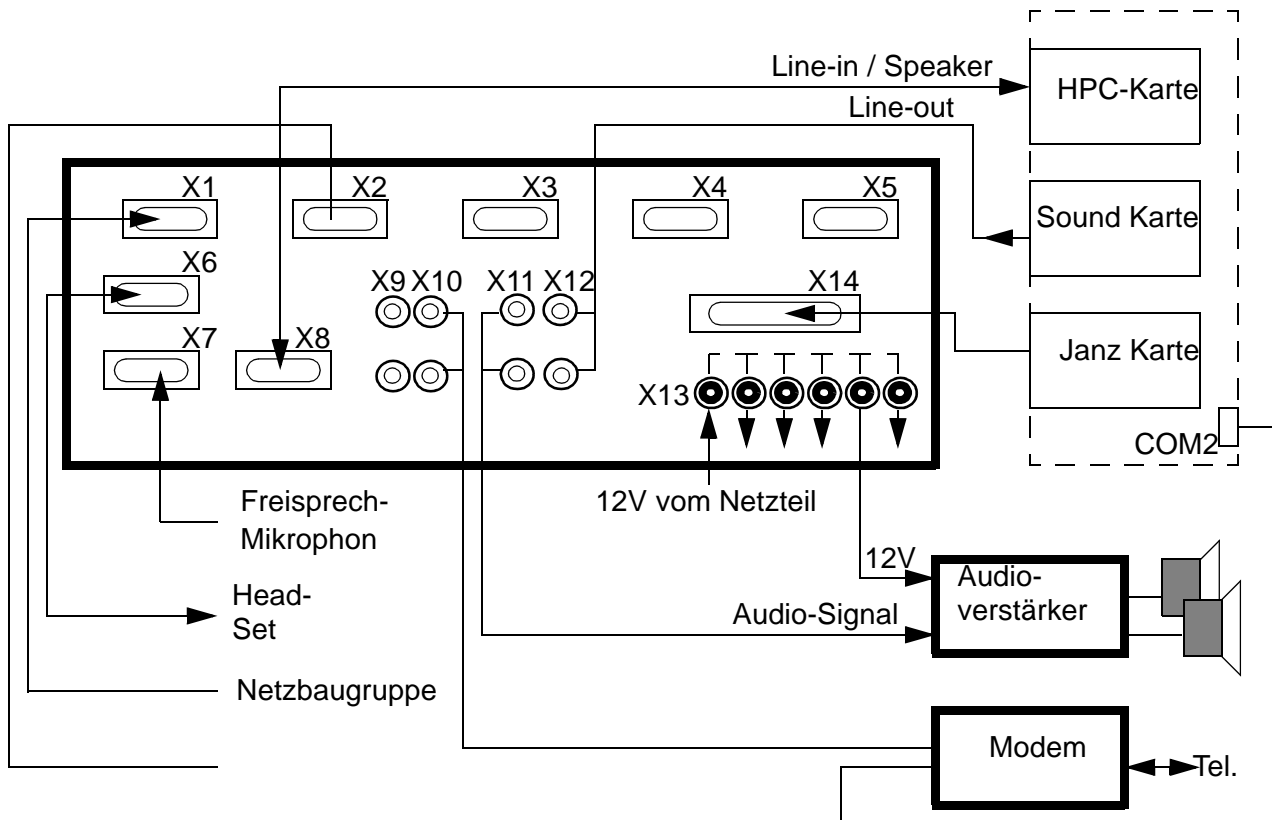 Line-in / Speaker
HPC-Karte
Line-out
X1
X2
X3
X4
X5
Sound Karte
X6
X9 X10
X11 X12
X14
X7
X8
Janz Karte
X13
COM2
Freisprech-
Mikrophon
12V vom Netzteil
12V
Audio-
verstärker
Head-
Set
Audio-Signal
Netzbaugruppe
Modem
Tel.